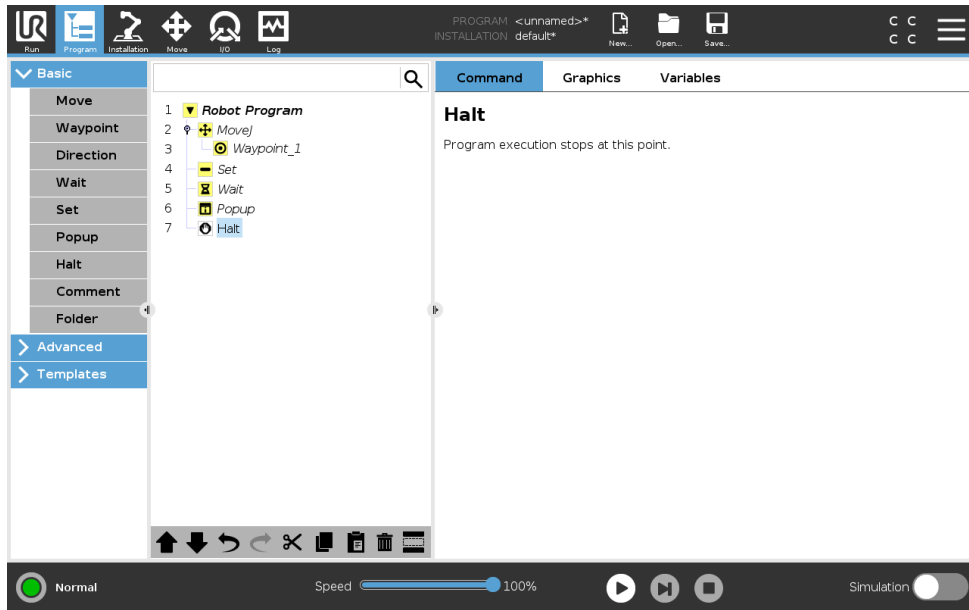 UR
Run
Program
Installation
Move
I/O
Log
PROGRAM <unnamed>*
INSTALLATION default*
New...
Open...
Save...
C C
C C
Basic
Move
Waypoint
Direction
Wait
Set
Popup
Halt
Comment
Folder
Advanced
Templates
1 Robot Program
2 MoveJ
3 Waypoint_1
4 Set
5 Wait
6 Popup
7 Halt
Command Graphics Variables
Halt
Program execution stops at this point.
Normal
Speed 100%
Simulation